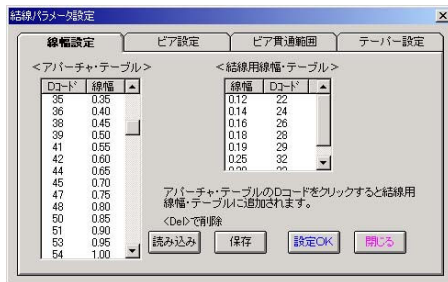 結線パラメータ設定
線幅設定 ビア設定 ビア貫通範囲 テーパー設定
<アパーチャ・テーブル>
Dコード 線幅
35 0.35
36 0.40
38 0.45
39 0.50
41 0.55
42 0.60
44 0.65
45 0.70
47 0.75
48 0.80
50 0.85
51 0.90
53 0.95
54 1.00
<結線用線幅・テーブル>
線幅 Dコード
0.12 22
0.14 24
0.16 26
0.18 28
0.19 29
0.25 32
アパーチャ・テーブルのDコードをクリックすると結線用
線幅・テーブルに追加されます。
<Del>で削除
読み込み 保存 設定OK 閉じる